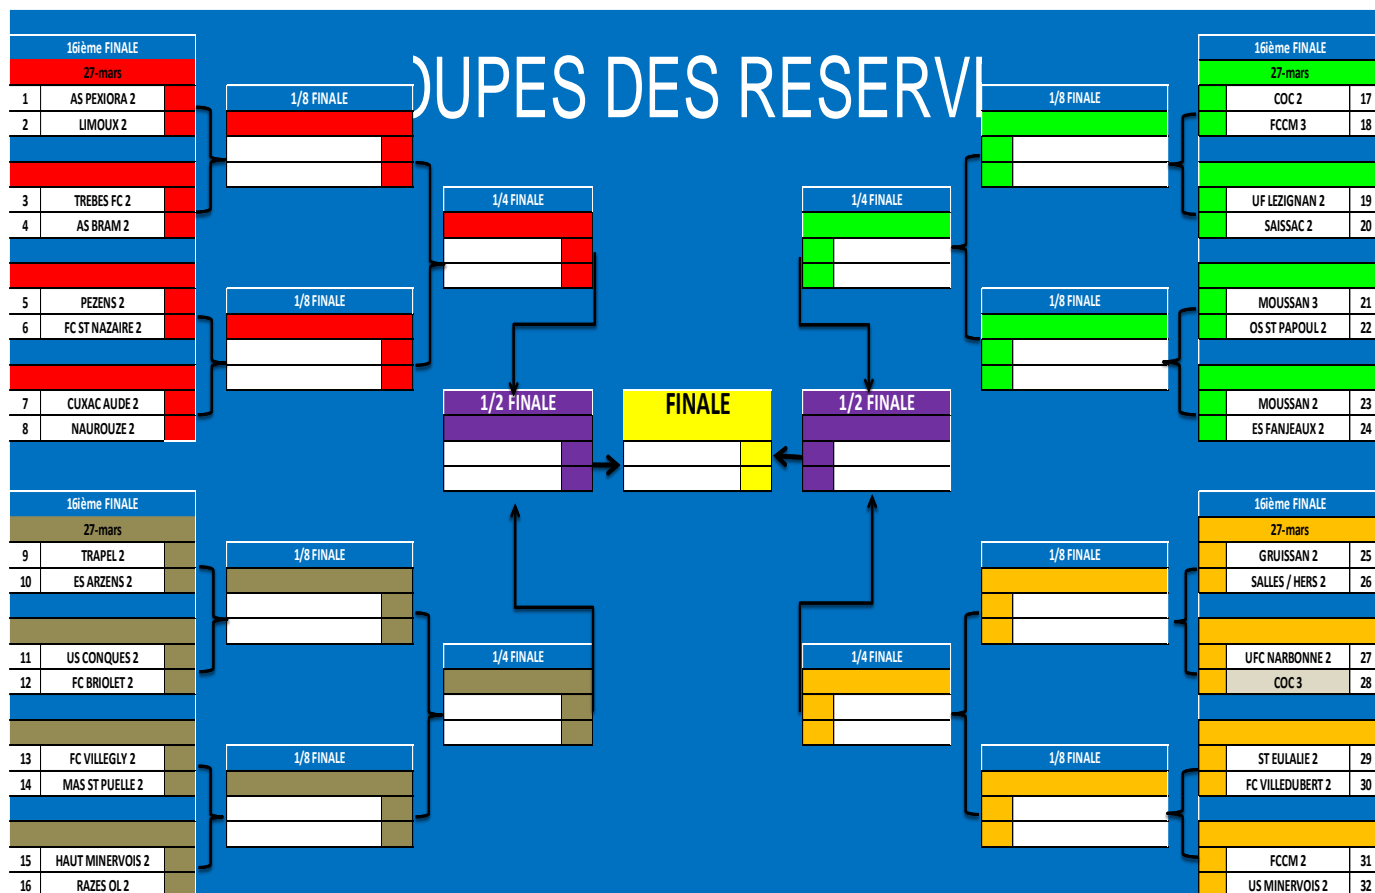 OUPES DES RESERV
16ième FINALE
27-mars
1 AS PEXIORA 2
2 LIMOUX 2
3 TREBES FC 2
4 AS BRAM 2
5 PEZENS 2
6 FC ST NAZAIRE 2
7 CUXAC AUDE 2
8 NAUROUZE 2
16ième FINALE
27-mars
9 TRAPEL 2
10 ES ARZENS 2
11 US CONQUES 2
12 FC BRIOLET 2
13 FC VILLEGLY 2
14 MAS ST PUELLE 2
15 HAUT MINERVOIS 2
16 RAZES OL 2
1/8 FINALE
1/8 FINALE
1/8 FINALE
1/8 FINALE
1/4 FINALE
1/4 FINALE
1/2 FINALE
FINALE
1/2 FINALE
1/4 FINALE
1/4 FINALE
1/8 FINALE
1/8 FINALE
1/8 FINALE
1/8 FINALE
16ième FINALE
27-mars
COC 2 17
FCCM 3 18
UF LEZIGNAN 2 19
SAISSAC 2 20
MOUSSAN 3 21
OS ST PAPOUL 2 22
MOUSSAN 2 23
ES FANJEAUX 2 24
16ième FINALE
27-mars
GRUISSAN 2 25
SALLES / HERS 2 26
UFC NARBONNE 2 27
COC 3 28
ST EULALIE 2 29
FC VILLEDUBERT 2 30
FCCM 2 31
US MINERVOIS 2 32